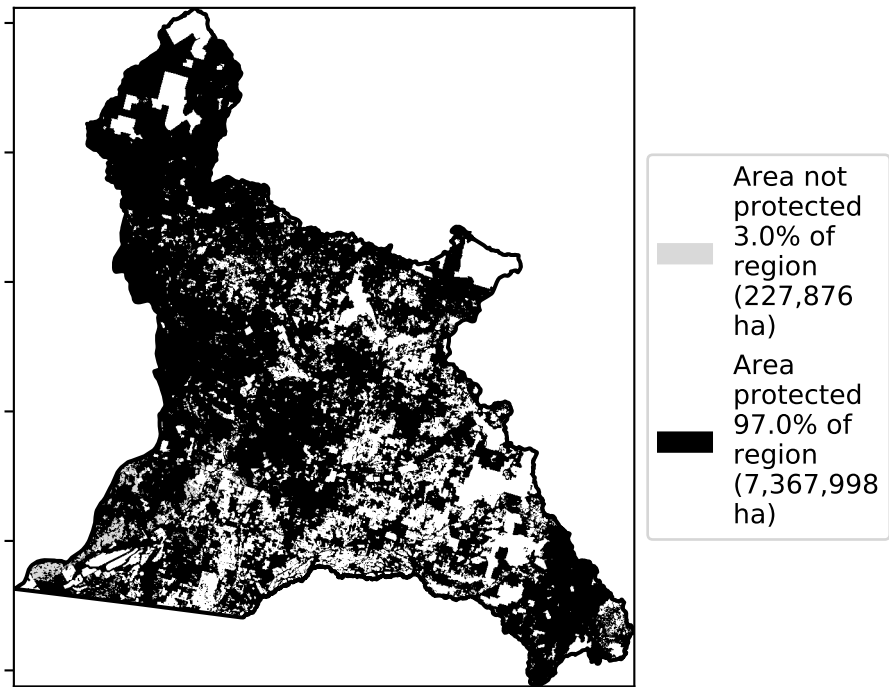 Area not
protected
3.0% of
region
(227,876
ha)
Area
protected
97.0% of
region
(7,367,998
ha)